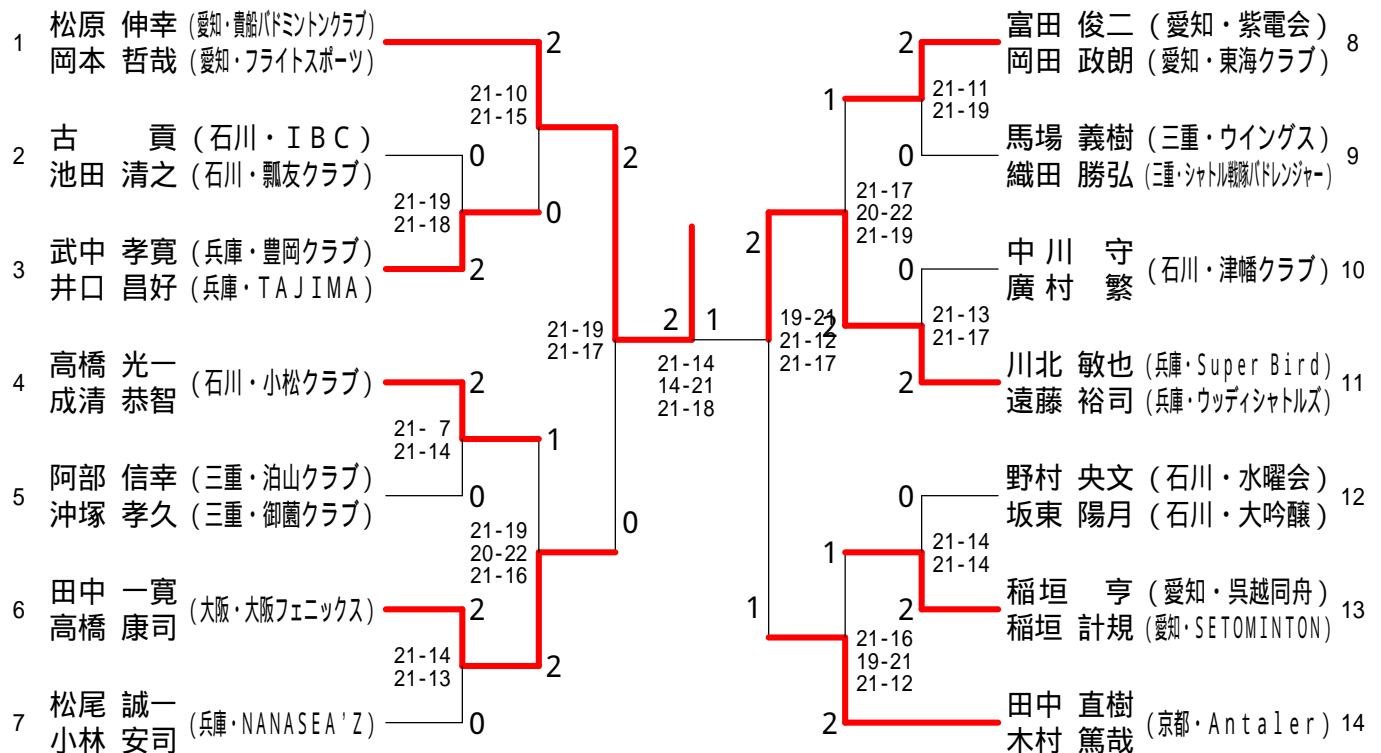 1 松原 伸幸 (愛知・貴船バドミントンクラブ)
岡本 哲哉 (愛知・フライトスポーツ)
2
21-10
21-15
2 古 貢 (石川・IBC)
池田 清之 (石川・瓢友クラブ)
0
2
21-19
21-18
0
3 武中 孝寛 (兵庫・豊岡クラブ)
井口 昌好 (兵庫・TAJIMA)
2
21-19
21-17
4 高橋 光一
成清 恭智
(石川・小松クラブ)
2
21- 7
21-14
1
5 阿部 信幸 (三重・泊山クラブ)
沖塚 孝久 (三重・御薗クラブ)
0
21-19
20-22
21-16
0
6 田中 一寛
高橋 康司
(大阪・大阪フェニックス)
2
21-14
21-13
2
7 松尾 誠一
小林 安司
(兵庫・NANASEA'Z)
0
2 1
21-14
14-21
21-18
富田 俊二 (愛知・紫電会) 8
岡田 政朗 (愛知・東海クラブ)
2
1
21-11
21-19
馬場 義樹 (三重・ウイングス) 9
織田 勝弘 (三重・シャトル戦隊バドレンジャー)
0
21-17
20-22
21-19
2
中川 守
廣村 繁
(石川・津幡クラブ) 10
0
19-21
21-12
21-17
2
21-13
21-17
川北 敏也 (兵庫・Super Bird) 11
遠藤 裕司 (兵庫・ウッディシャトルズ)
2
野村 央文 (石川・水曜会) 12
坂東 陽月 (石川・大吟醸)
0
21-14
21-14
1
稲垣 亨 (愛知・呉越同舟) 13
稲垣 計規 (愛知・SETOMINTON)
2
1
21-16
19-21
21-12
田中 直樹
木村 篤哉
(京都・Antaler) 14
2